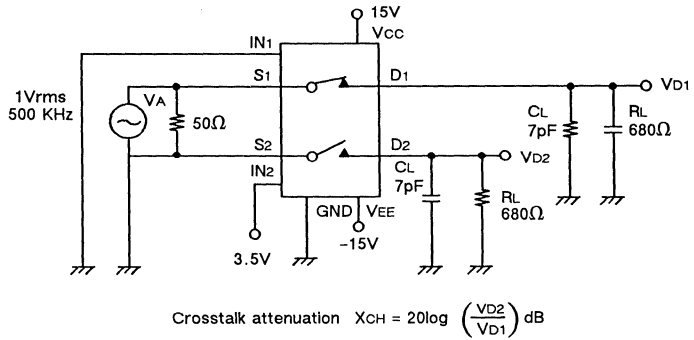 15V
VCC
IN1
S1
D1
VD1
1Vrms
500 KHz
VA
50Ω
CL
7pF
RL
680Ω
S2
D2
VD2
IN2
CL
7pF
RL
680Ω
GND
VEE
-15V
3.5V
Crosstalk attenuation XCH = 20log (VD2/VD1) dB